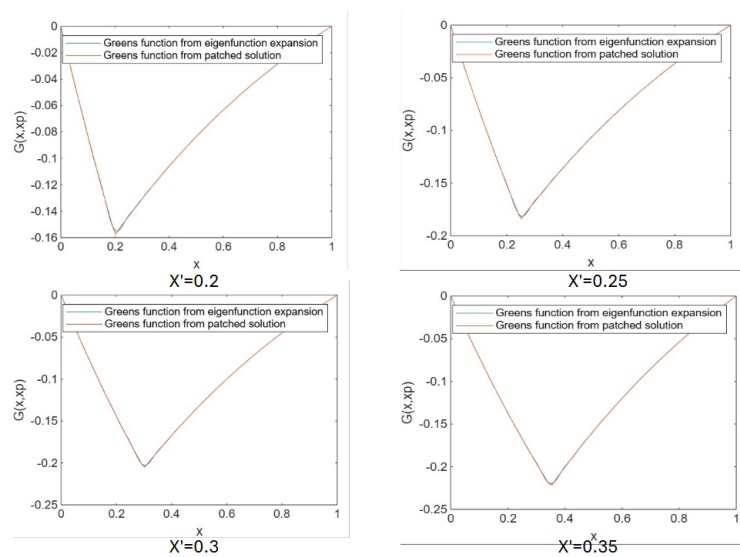 0
-0.02
-0.04
-0.06
-0.08
-0.1
-0.12
-0.14
-0.16
G(x,xp)
Greens function from eigenfunction expansion
Greens function from patched solution
0 0.2 0.4 0.6 0.8 1
x
X'=0.2
0
-0.05
-0.1
-0.15
-0.2
G(x,xp)
Greens function from eigenfunction expansion
Greens function from patched solution
0 0.2 0.4 0.6 0.8 1
x
X'=0.25
0
-0.05
-0.1
-0.15
-0.2
-0.25
G(x,xp)
Greens function from eigenfunction expansion
Greens function from patched solution
0 0.2 0.4 0.6 0.8 1
x
X'=0.3
0
-0.05
-0.1
-0.15
-0.2
-0.25
G(x,xp)
Greens function from eigenfunction expansion
Greens function from patched solution
0 0.2 0.4 0.6 0.8 1
x
X'=0.35